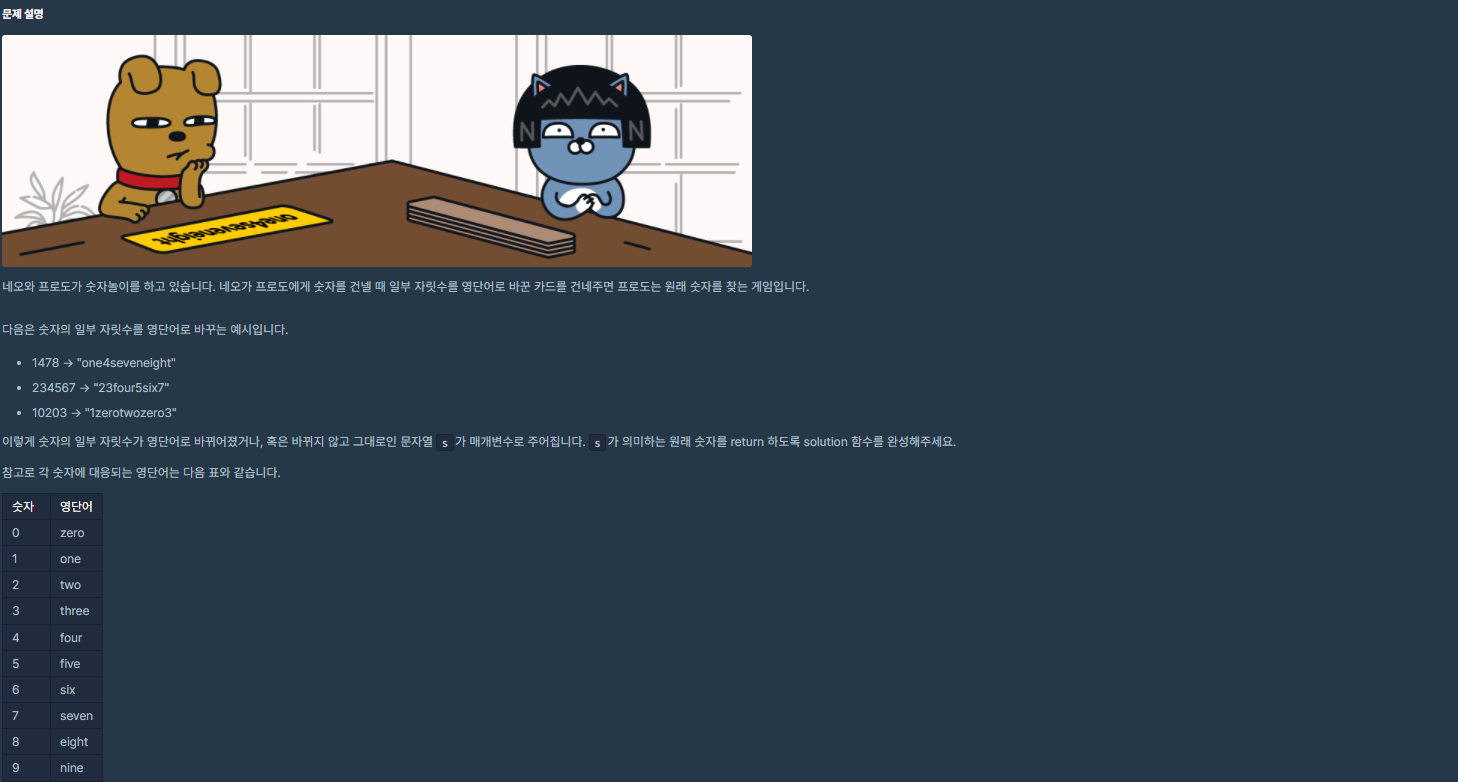 문제 설명
N N
one4seveneight
네오와 프로도가 숫자놀이를 하고 있습니다. 네오가 프로도에게 숫자를 건넬 때 일부 자릿수를 영단어로 바꾼 카드를 건네주면 프로도는 원래 숫자를 찾는 게임입니다.
다음은 숫자의 일부 자릿수를 영단어로 바꾸는 예시입니다.
• 1478 → "one4seveneight"
• 234567 → "23four5six7"
• 10203 → "1zerotwozero3"
이렇게 숫자의 일부 자릿수가 영단어로 바뀌어졌거나, 혹은 바뀌지 않고 그대로인 문자열 s 가 매개변수로 주어집니다. s 가 의미하는 원래 숫자를 return 하도록 solution 함수를 완성해주세요.
참고로 각 숫자에 대응되는 영단어는 다음 표와 같습니다.
숫자 영단어
0 zero
1 one
2 two
3 three
4 four
5 five
6 six
7 seven
8 eight
9 nine